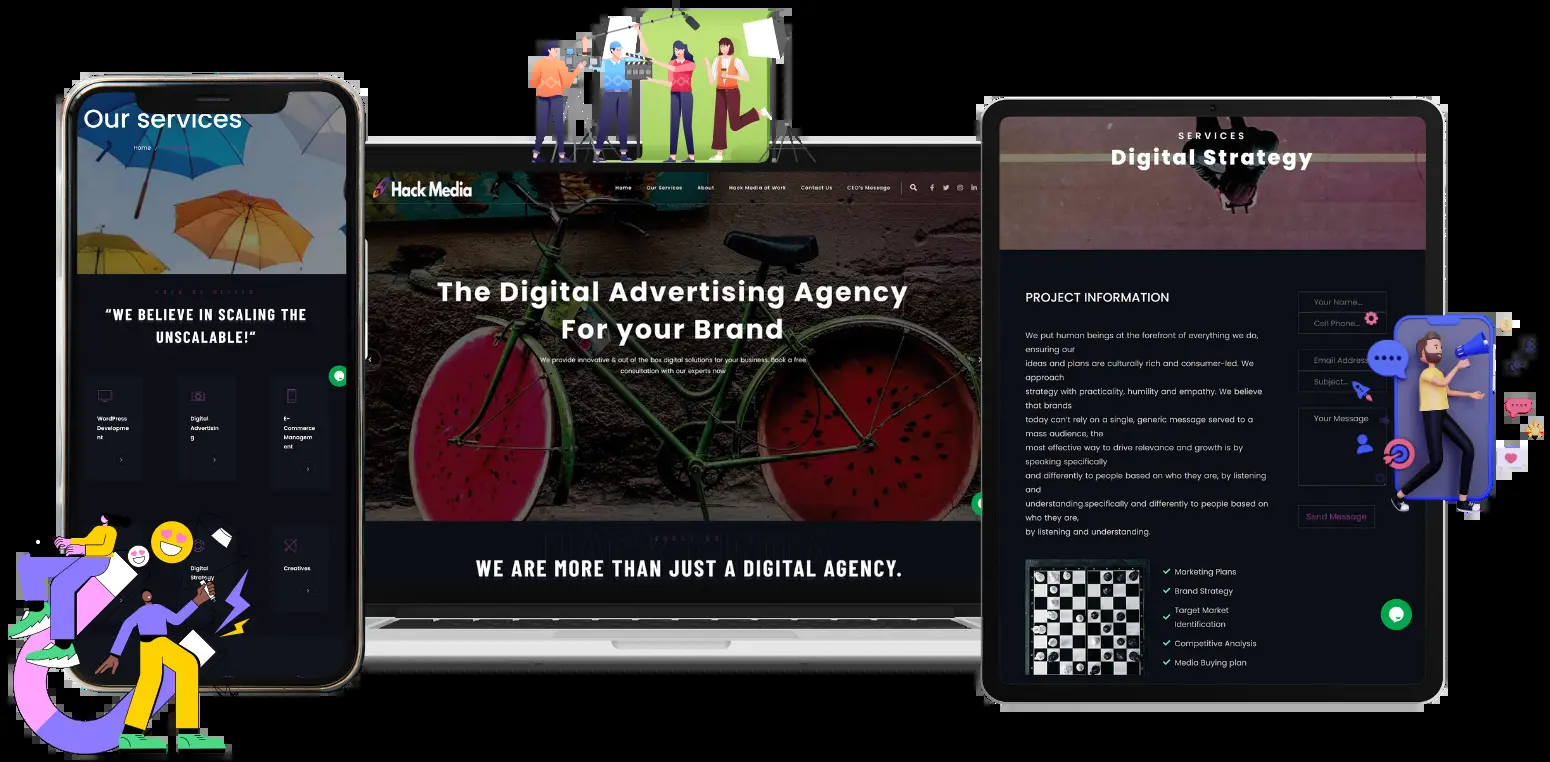 Our services
Home
“WE BELIEVE IN SCALING THE
UNSCALABLE!“
WordPress
Developme
nt
Digital
Advertisin
g
E-
Commerce
Managem
ent
Digital
Strategy
Creatives
Hack Media
Home Our Services About Hack Media at Work Contact Us CEO's Message
The Digital Advertising Agency
For your Brand
We provide innovative & out of the box digital solutions for your business. Book a free
consultation with our experts now
ABOUT US
WE ARE MORE THAN JUST A DIGITAL AGENCY.
SERVICES
Digital Strategy
PROJECT INFORMATION
We put human beings at the forefront of everything we do,
ensuring our
ideas and plans are culturally rich and consumer-led. We
approach
strategy with practicality, humility and empathy. We believe
that brands
today can't rely on a single, generic message served to a
mass audience, the
most effective way to drive relevance and growth is by
speaking specifically
and differently to people based on who they are, by listening
and
understanding.specifically and differently to people based on
who they are,
by listening and understanding.
Your Name...
Cell Phone...
Email Address
Subject...
Your Message
Send Message
Marketing Plans
Brand Strategy
Target Market
Identification
Competitive Analysis
Media Buying plan